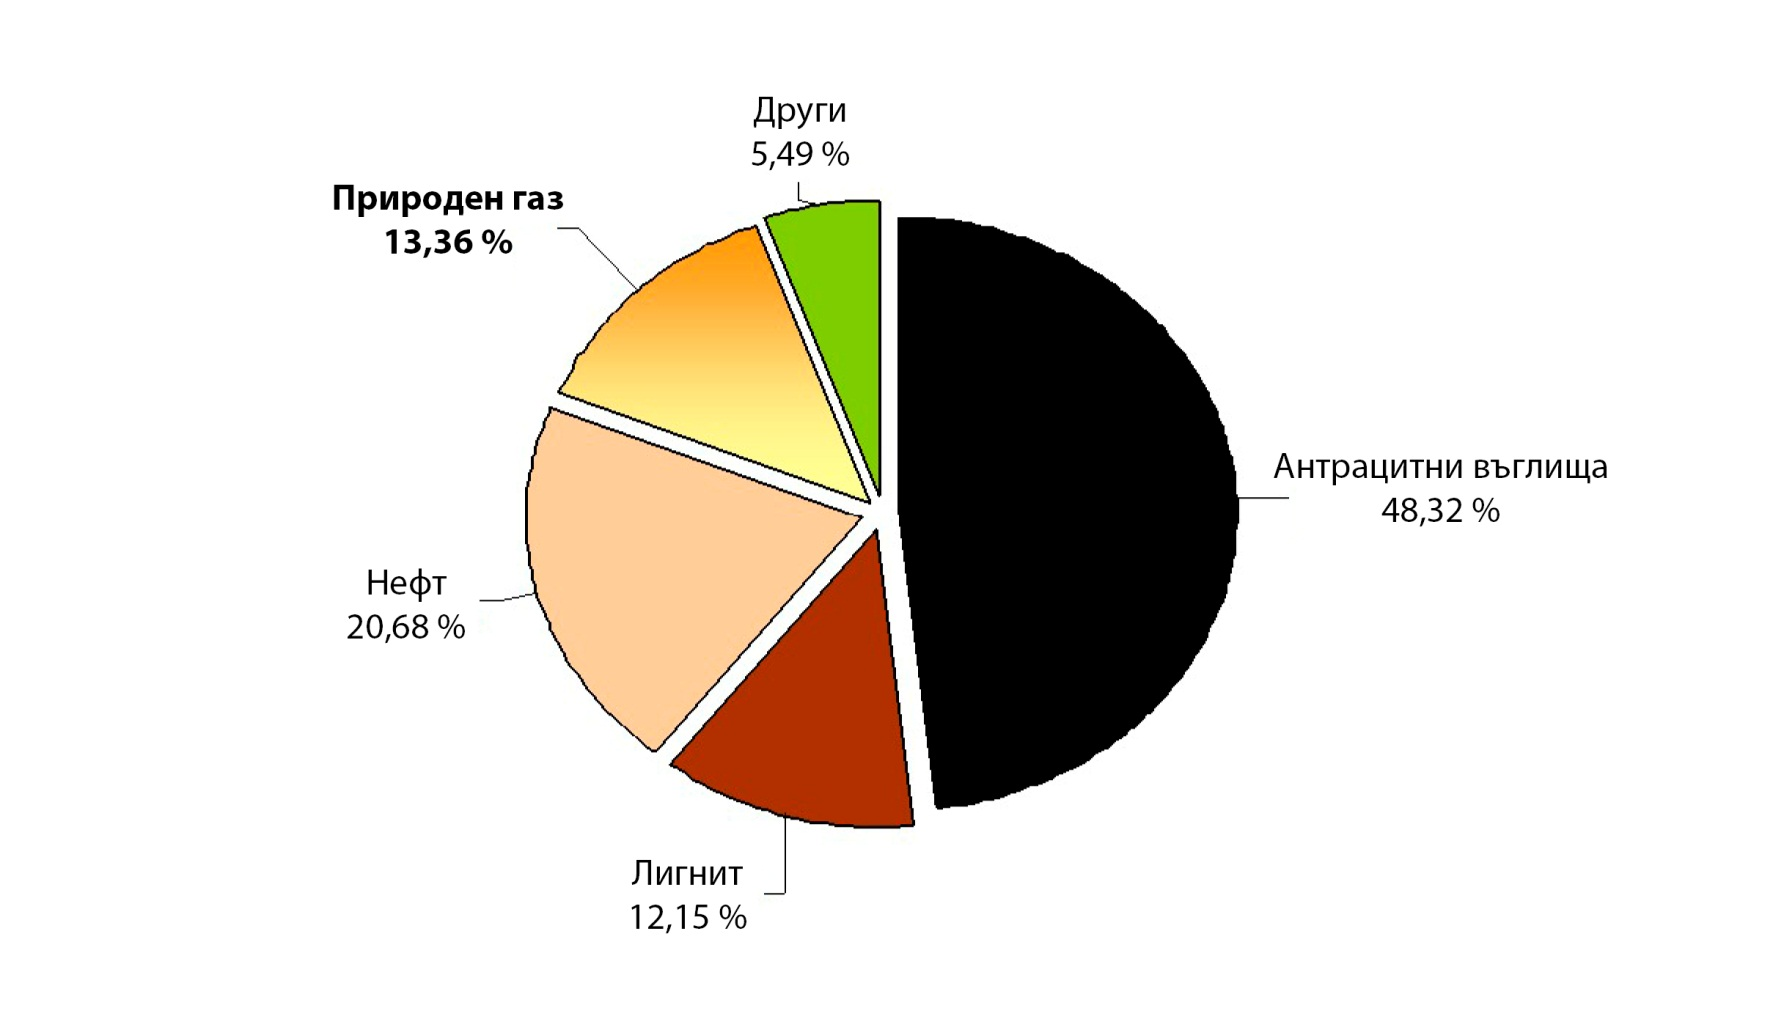 Други
5,49 %
Природен газ
13,36 %
Антрацитни въглища
48,32 %
Нефт
20,68 %
Лигнит
12,15 %